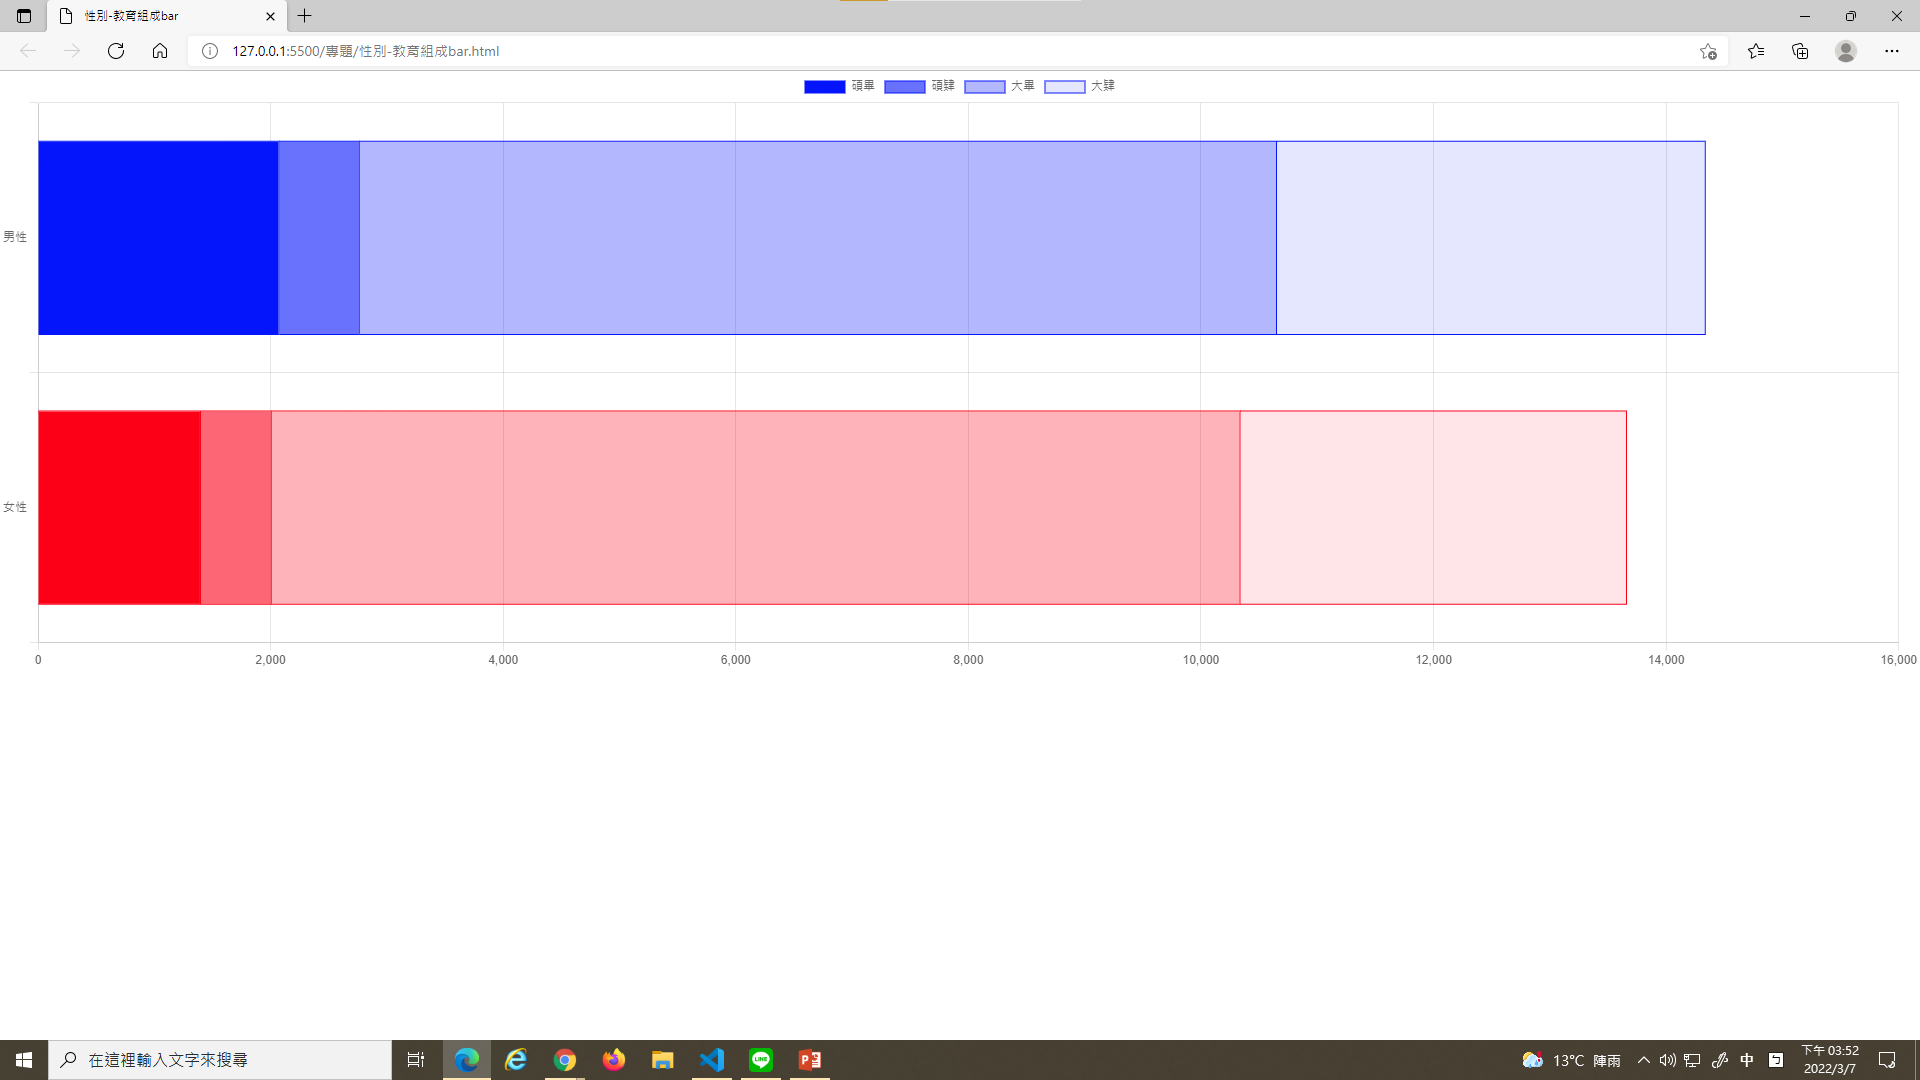 性別-教育組成bar
127.0.0.1:5500/專題/性別-教育組成bar.html
碩畢 碩肄 大畢 大肄
男性
女性
0 2,000 4,000 6,000 8,000 10,000 12,000 14,000 16,000
在這裡輸入文字來搜尋
13°C 陣雨
中
下午 03:52
2022/3/7